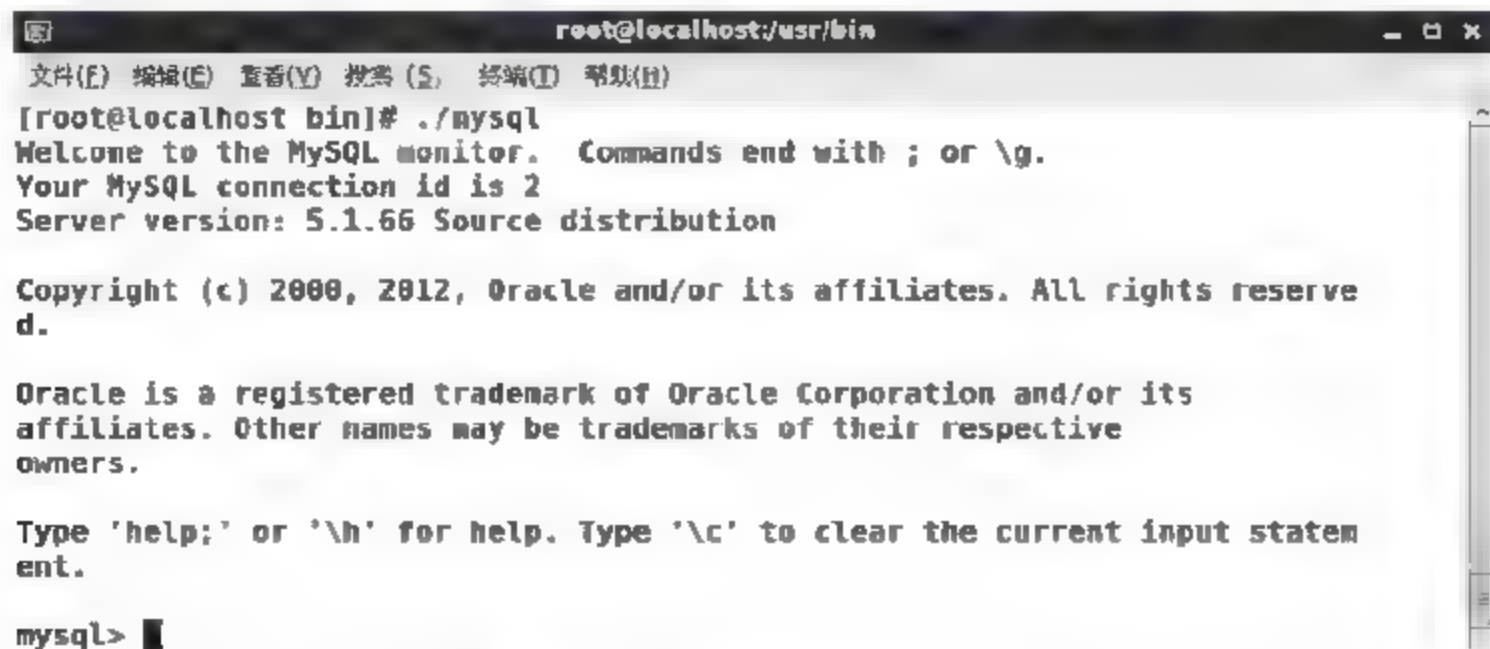 root@localhost:/usr/bin
文件(F) 编辑(E) 查看(V) 搜索 (S) 终端(T) 帮助(H)
[root@localhost bin]# ./mysql
Welcome to the MySQL monitor.  Commands end with ; or \g.
Your MySQL connection id is 2
Server version: 5.1.66 Source distribution

Copyright (c) 2000, 2012, Oracle and/or its affiliates. All rights reserve
d.

Oracle is a registered trademark of Oracle Corporation and/or its
affiliates. Other names may be trademarks of their respective
owners.

Type 'help;' or '\h' for help. Type '\c' to clear the current input statem
ent.

mysql>